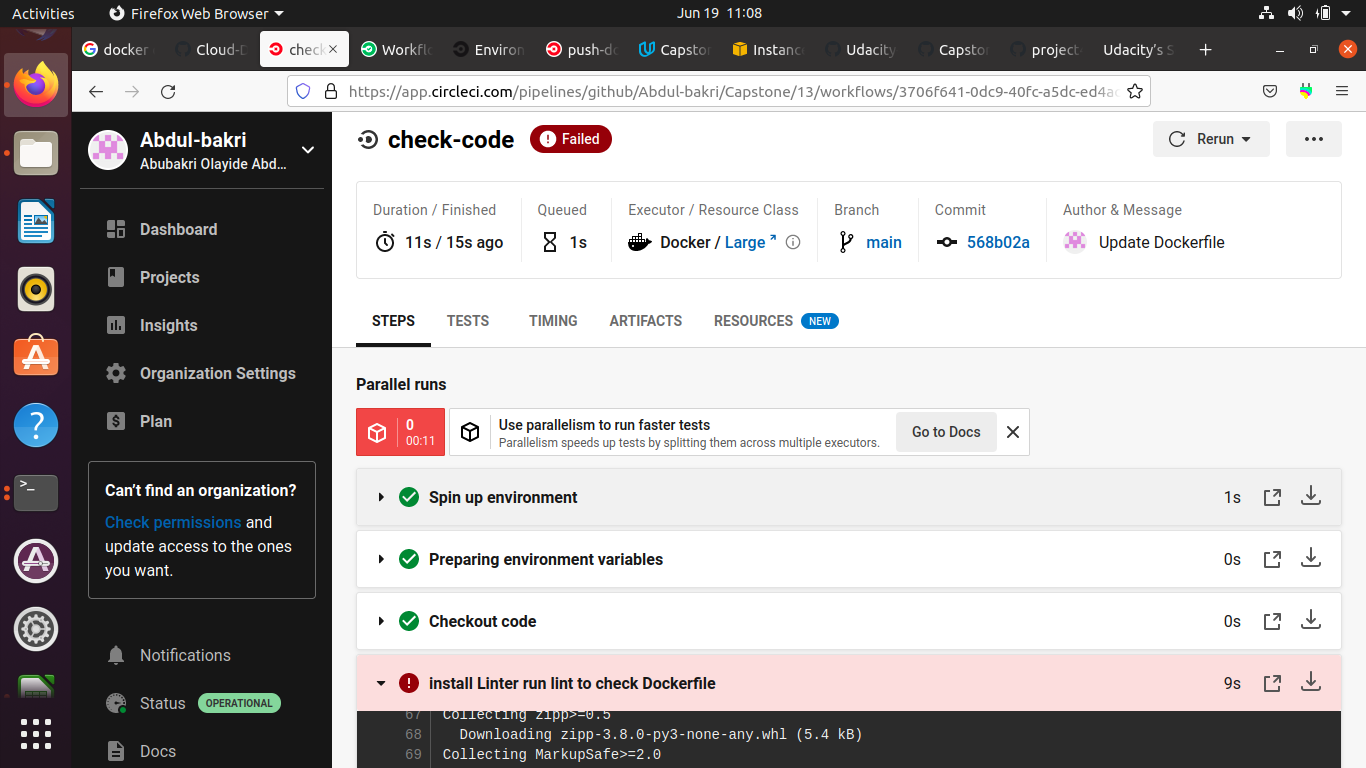 Activities
Firefox Web Browser
Jun 19 11:08
docker
Cloud-D
check
Workfl
Environ
push-do
Capston
Instanc
Udacity
Capston
project
Udacity's S
https://app.circleci.com/pipelines/github/Abdul-bakri/Capstone/13/workflows/3706f641-0dc9-40fc-a5dc-ed4ac
Abdul-bakri
Abubakri Olayide Abd...
Dashboard
Projects
Insights
Organization Settings
Plan
Can't find an organization?
Check permissions and
update access to the ones
you want.
Notifications
Status OPERATIONAL
Docs
check-code
Failed
Rerun
Duration / Finished
11s / 15s ago
Queued
1s
Executor / Resource Class
Docker / Large
Branch
main
Commit
568b02a
Author & Message
Update Dockerfile
STEPS
TESTS
TIMING
ARTIFACTS
RESOURCES NEW
Parallel runs
0
00:11
Use parallelism to run faster tests
Parallelism speeds up tests by splitting them across multiple executors.
Go to Docs
Spin up environment 1s
Preparing environment variables 0s
Checkout code 0s
install Linter run lint to check Dockerfile 9s
67 Collecting zipp>=0.5
68 Downloading zipp-3.8.0-py3-none-any.whl (5.4 kB)
69 Collecting MarkupSafe>=2.0